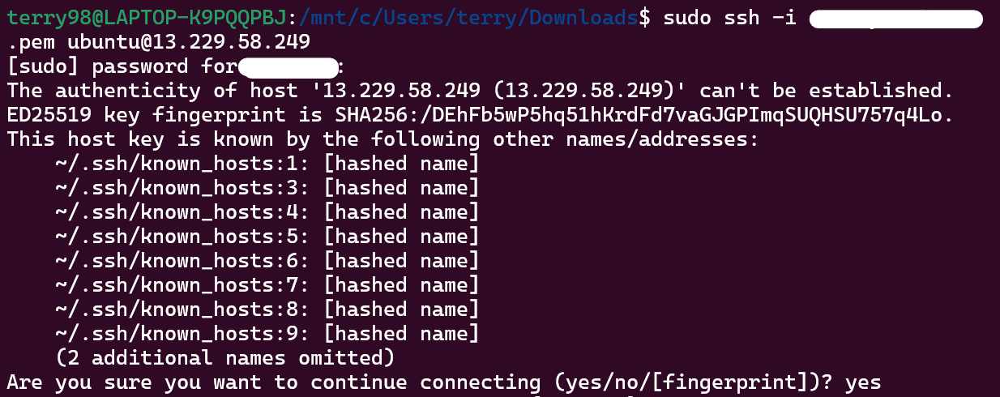 terry98@LAPTOP-K9PQQPBJ:/mnt/c/Users/terry/Downloads$ sudo ssh -i
.pem ubuntu@13.229.58.249
[sudo] password for :
The authenticity of host '13.229.58.249 (13.229.58.249)' can't be established.
ED25519 key fingerprint is SHA256:/DEhFb5wP5hq51hKrdFd7vaGJGPImqSUQHSU757q4Lo.
This host key is known by the following other names/addresses:
    ~/.ssh/known_hosts:1: [hashed name]
    ~/.ssh/known_hosts:3: [hashed name]
    ~/.ssh/known_hosts:4: [hashed name]
    ~/.ssh/known_hosts:5: [hashed name]
    ~/.ssh/known_hosts:6: [hashed name]
    ~/.ssh/known_hosts:7: [hashed name]
    ~/.ssh/known_hosts:8: [hashed name]
    ~/.ssh/known_hosts:9: [hashed name]
    (2 additional names omitted)
Are you sure you want to continue connecting (yes/no/[fingerprint])? yes